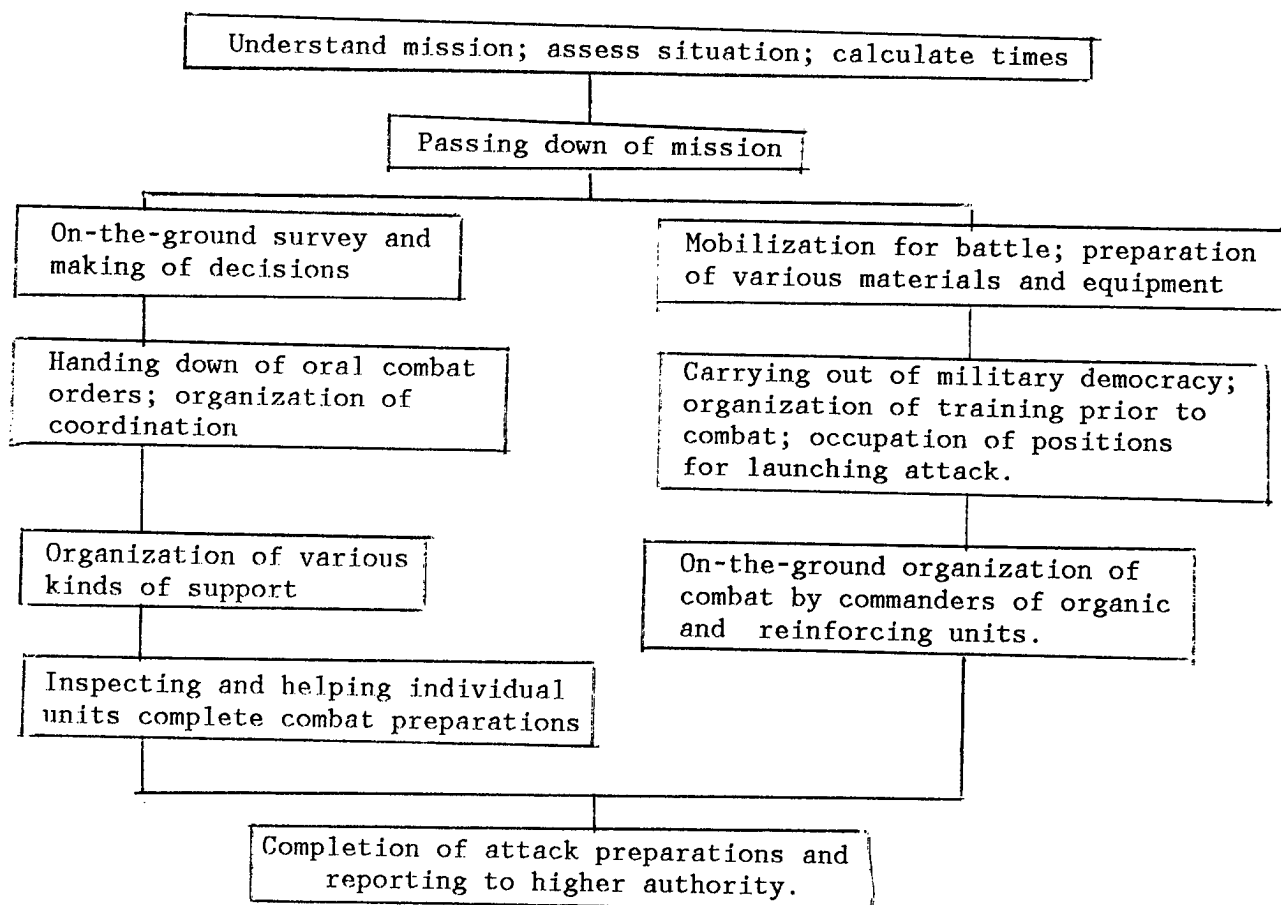 Understand mission; assess situation; calculate times
Passing down of mission
On-the-ground survey and
making of decisions
Handing down of oral combat
orders; organization of
coordination
Organization of various
kinds of support
Inspecting and helping individual
units complete combat preparations
Mobilization for battle; preparation
of various materials and equipment
Carrying out of military democracy;
organization of training prior to
combat; occupation of positions
for launching attack.
On-the-ground organization of
combat by commanders of organic
and reinforcing units.
Completion of attack preparations and
reporting to higher authority.